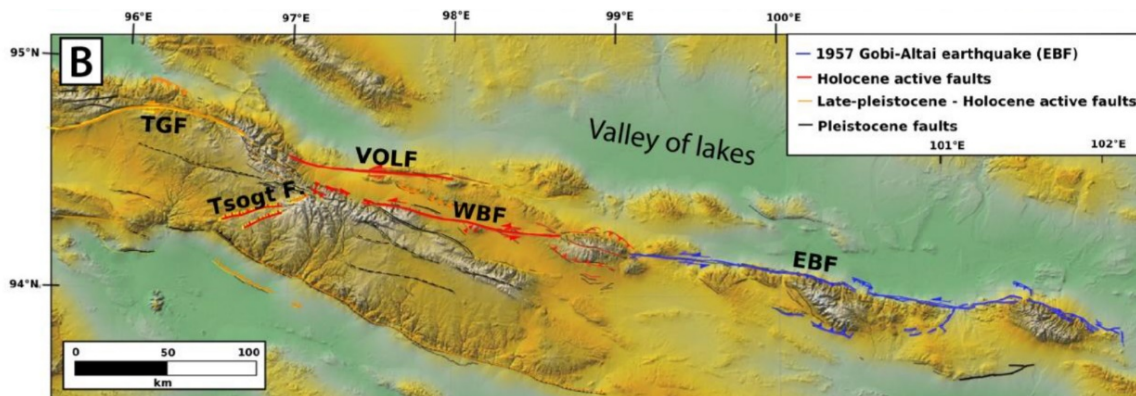 96°E 97°E 98°E 99°E 100°E
95°N
B
1957 Gobi-Altai earthquake (EBF)
Holocene active faults
Late-pleistocene - Holocene active faults
Pleistocene faults
101°E 102°E
TGF
Valley of lakes
VOLF
Tsogt F.
WBF
EBF
94°N
0 50 100
km